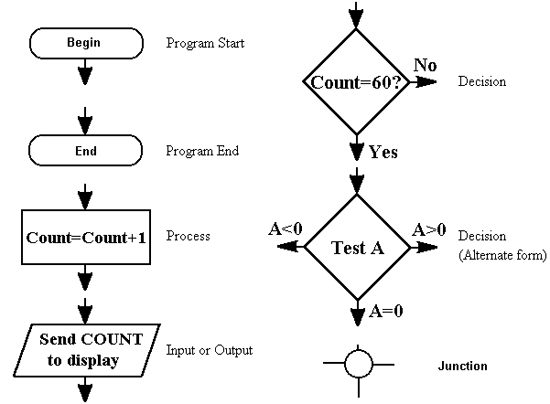 Begin
Program Start
End
Program End
Count=Count+1
Process
Send COUNT
to display
Input or Output
Count=60?
No
Decision
Yes
A<0
Test A
A>0
Decision
(Alternate form)
A=0
Junction